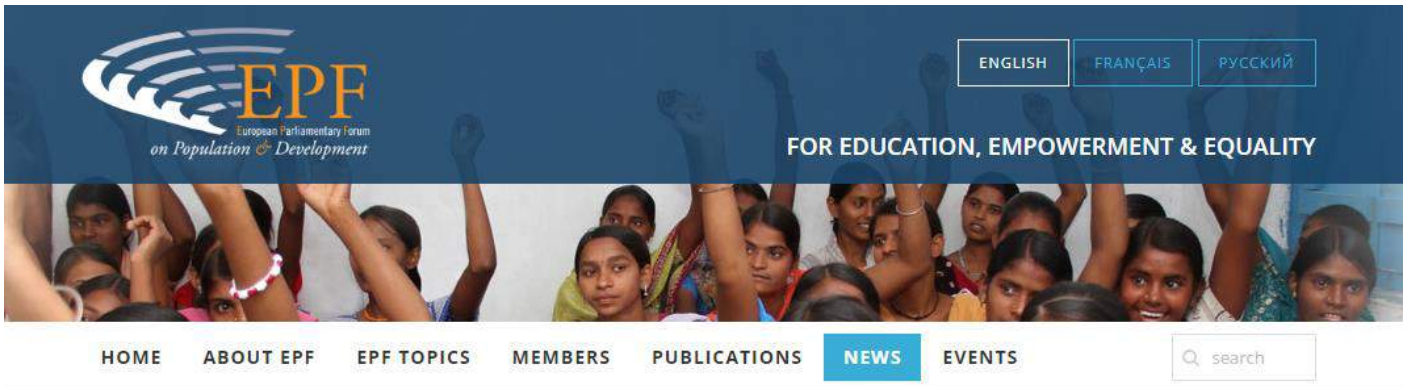 EPF
European Parliamentary Forum
on Population & Development
ENGLISH
FRANÇAIS
РУССКИЙ
FOR EDUCATION, EMPOWERMENT & EQUALITY
HOME
ABOUT EPF
EPF TOPICS
MEMBERS
PUBLICATIONS
NEWS
EVENTS
search